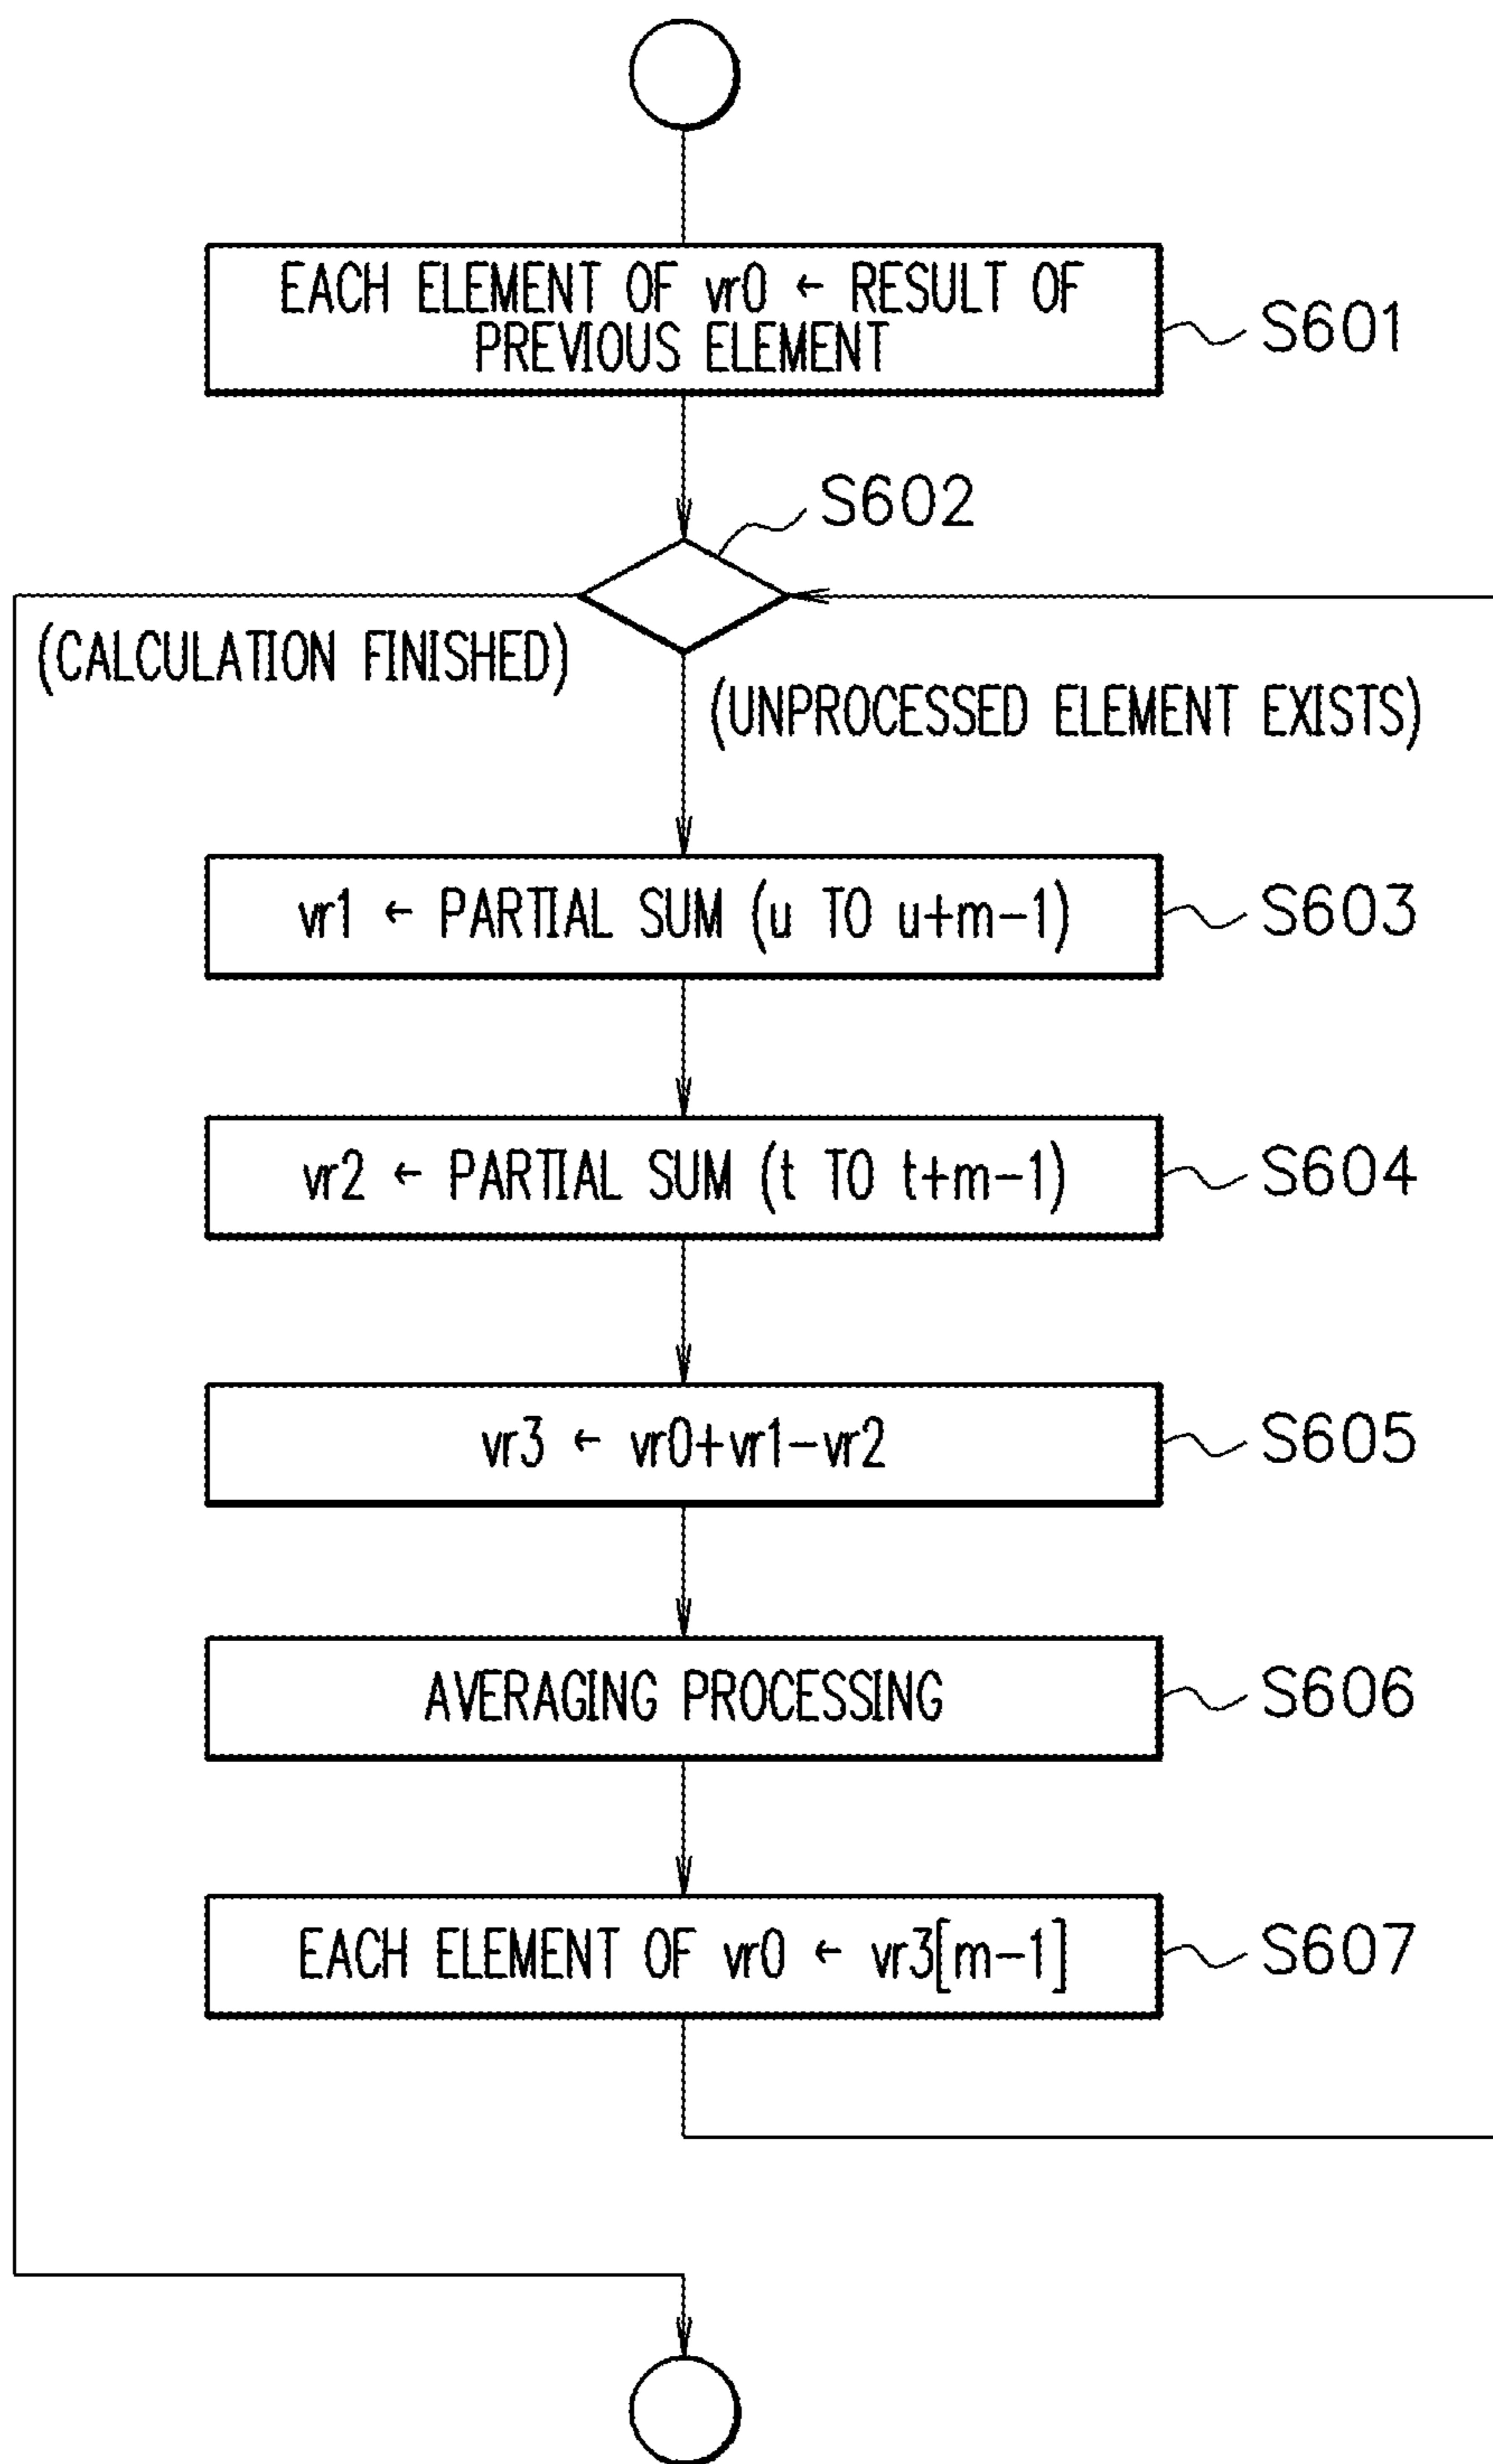 EACH ELEMENT OF vr0 ← RESULT OF
PREVIOUS ELEMENT
S601
S602
(CALCULATION FINISHED)
(UNPROCESSED ELEMENT EXISTS)
vr1 ← PARTIAL SUM (u TO u+m-1)
S603
vr2 ← PARTIAL SUM (t TO t+m-1)
S604
vr3 ← vr0+vr1-vr2
S605
AVERAGING PROCESSING
S606
EACH ELEMENT OF vr0 ← vr3[m-1]
S607